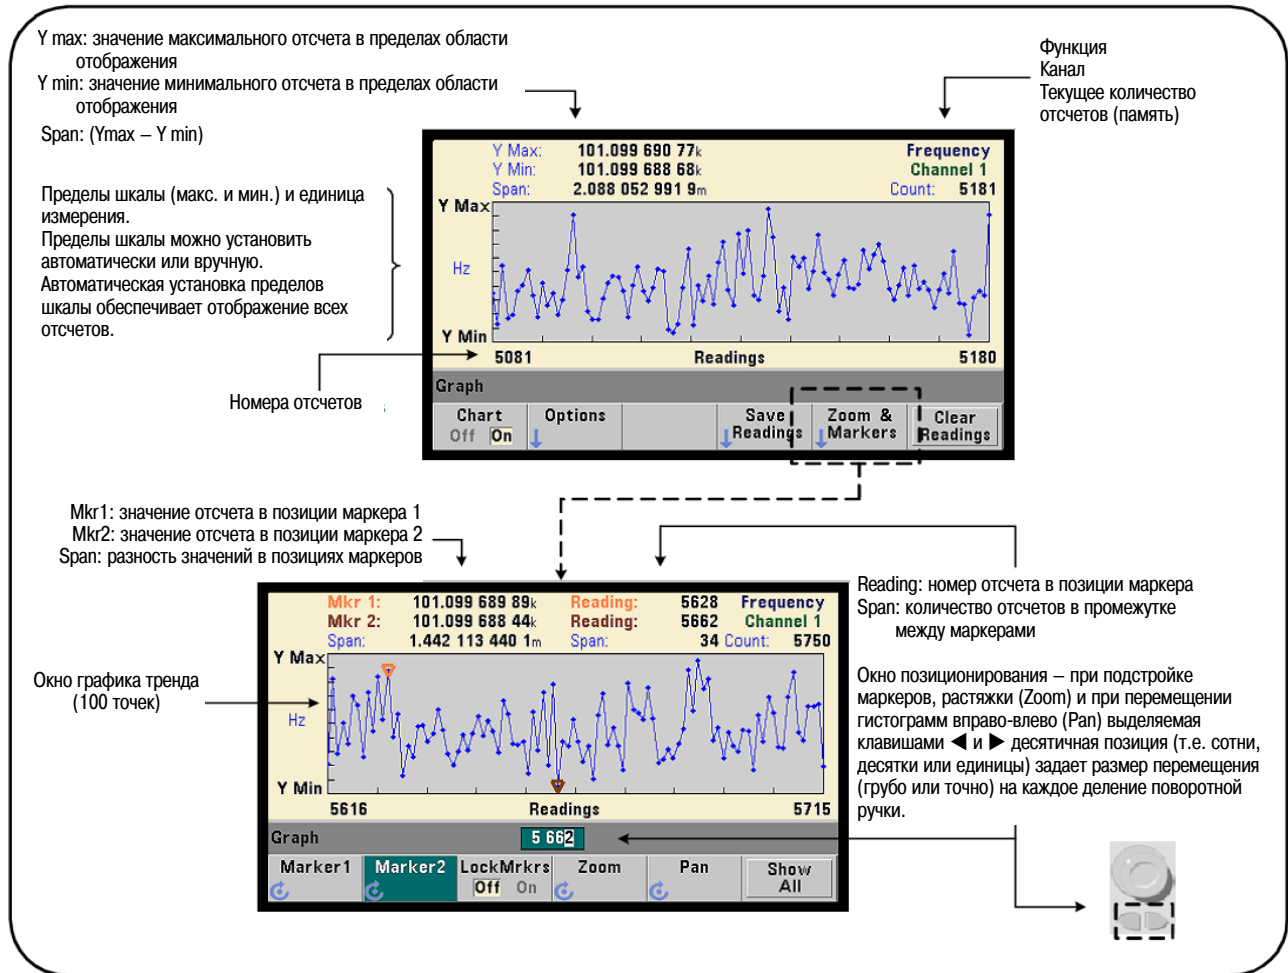 Y max: значение максимального отсчета в пределах области
отображения
Y min: значение минимального отсчета в пределах области
отображения
Span: (Ymax – Y min)
Функция
Канал
Текущее количество
отсчетов (память)
Пределы шкалы (макс. и мин.) и единица
измерения.
Пределы шкалы можно установить
автоматически или вручную.
Автоматическая установка пределов
шкалы обеспечивает отображение всех
отсчетов.
Номера отсчетов
Y Max: 101.099 690 77k Frequency
Y Min: 101.099 688 68k Channel 1
Span: 2.088 052 991 9m Count: 5181
Y Max
Hz
Y Min
5081 Readings 5180
Graph
Chart Options Save Zoom & Clear
Off On Readings Markers Readings
Mkr1: значение отсчета в позиции маркера 1
Mkr2: значение отсчета в позиции маркера 2
Span: разность значений в позициях маркеров
Reading: номер отсчета в позиции маркера
Span: количество отсчетов в промежутке
между маркерами
Окно графика тренда
(100 точек)
Mkr 1: 101.099 689 89k Reading: 5628 Frequency
Mkr 2: 101.099 688 44k Reading: 5662 Channel 1
Span: 1.442 113 440 1m Span: 34 Count: 5750
Y Max
Hz
Y Min
5616 Readings 5715
Graph 5 662
Marker1 Marker2 LockMrkrs Zoom Pan Show
Off On All
Окно позиционирования – при подстройке
маркеров, растяжки (Zoom) и при перемещении
гистограмм вправо-влево (Pan) выделяемая
клавишами ◀ и ▶ десятичная позиция (т.е. сотни,
десятки или единицы) задает размер перемещения
(грубо или точно) на каждое деление поворотной
ручки.